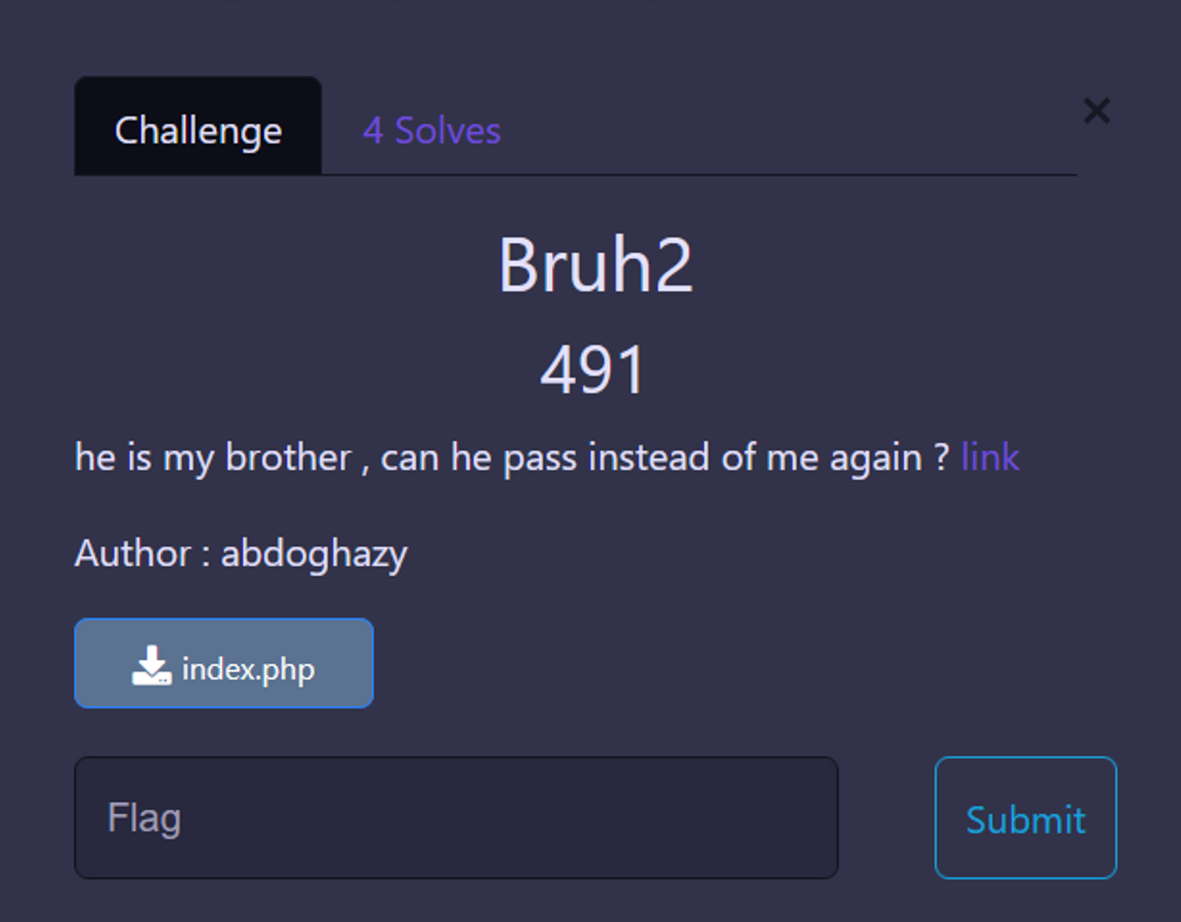 Challenge 4 Solves ×
Bruh2
491
he is my brother , can he pass instead of me again ? link
Author : abdoghazy
index.php
Flag Submit